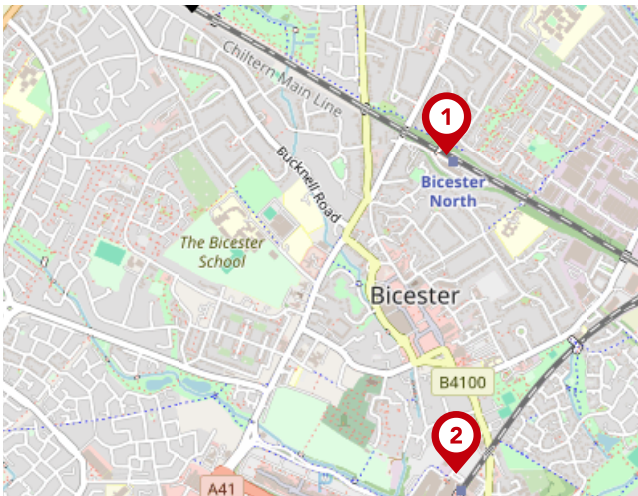 Chiltern Main Line
1
Bucknell Road
Bicester
North
The Bicester
School
Bicester
B4100
2
A41